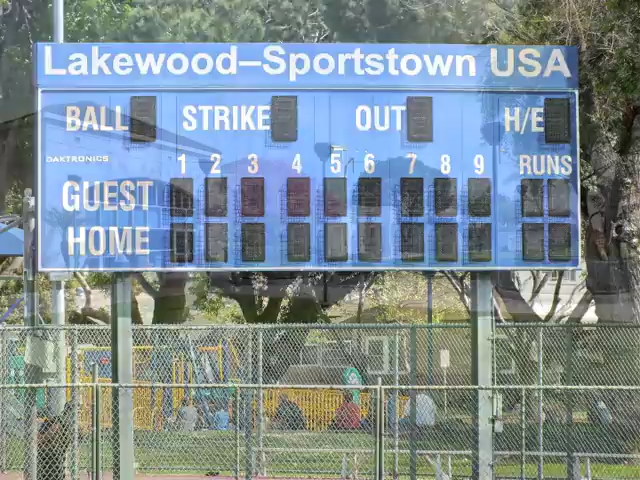 Lakewood–Sportstown USA
BALL STRIKE OUT H/E
DAKTRONICS 1 2 3 4 5 6 7 8 9 RUNS
GUEST
HOME